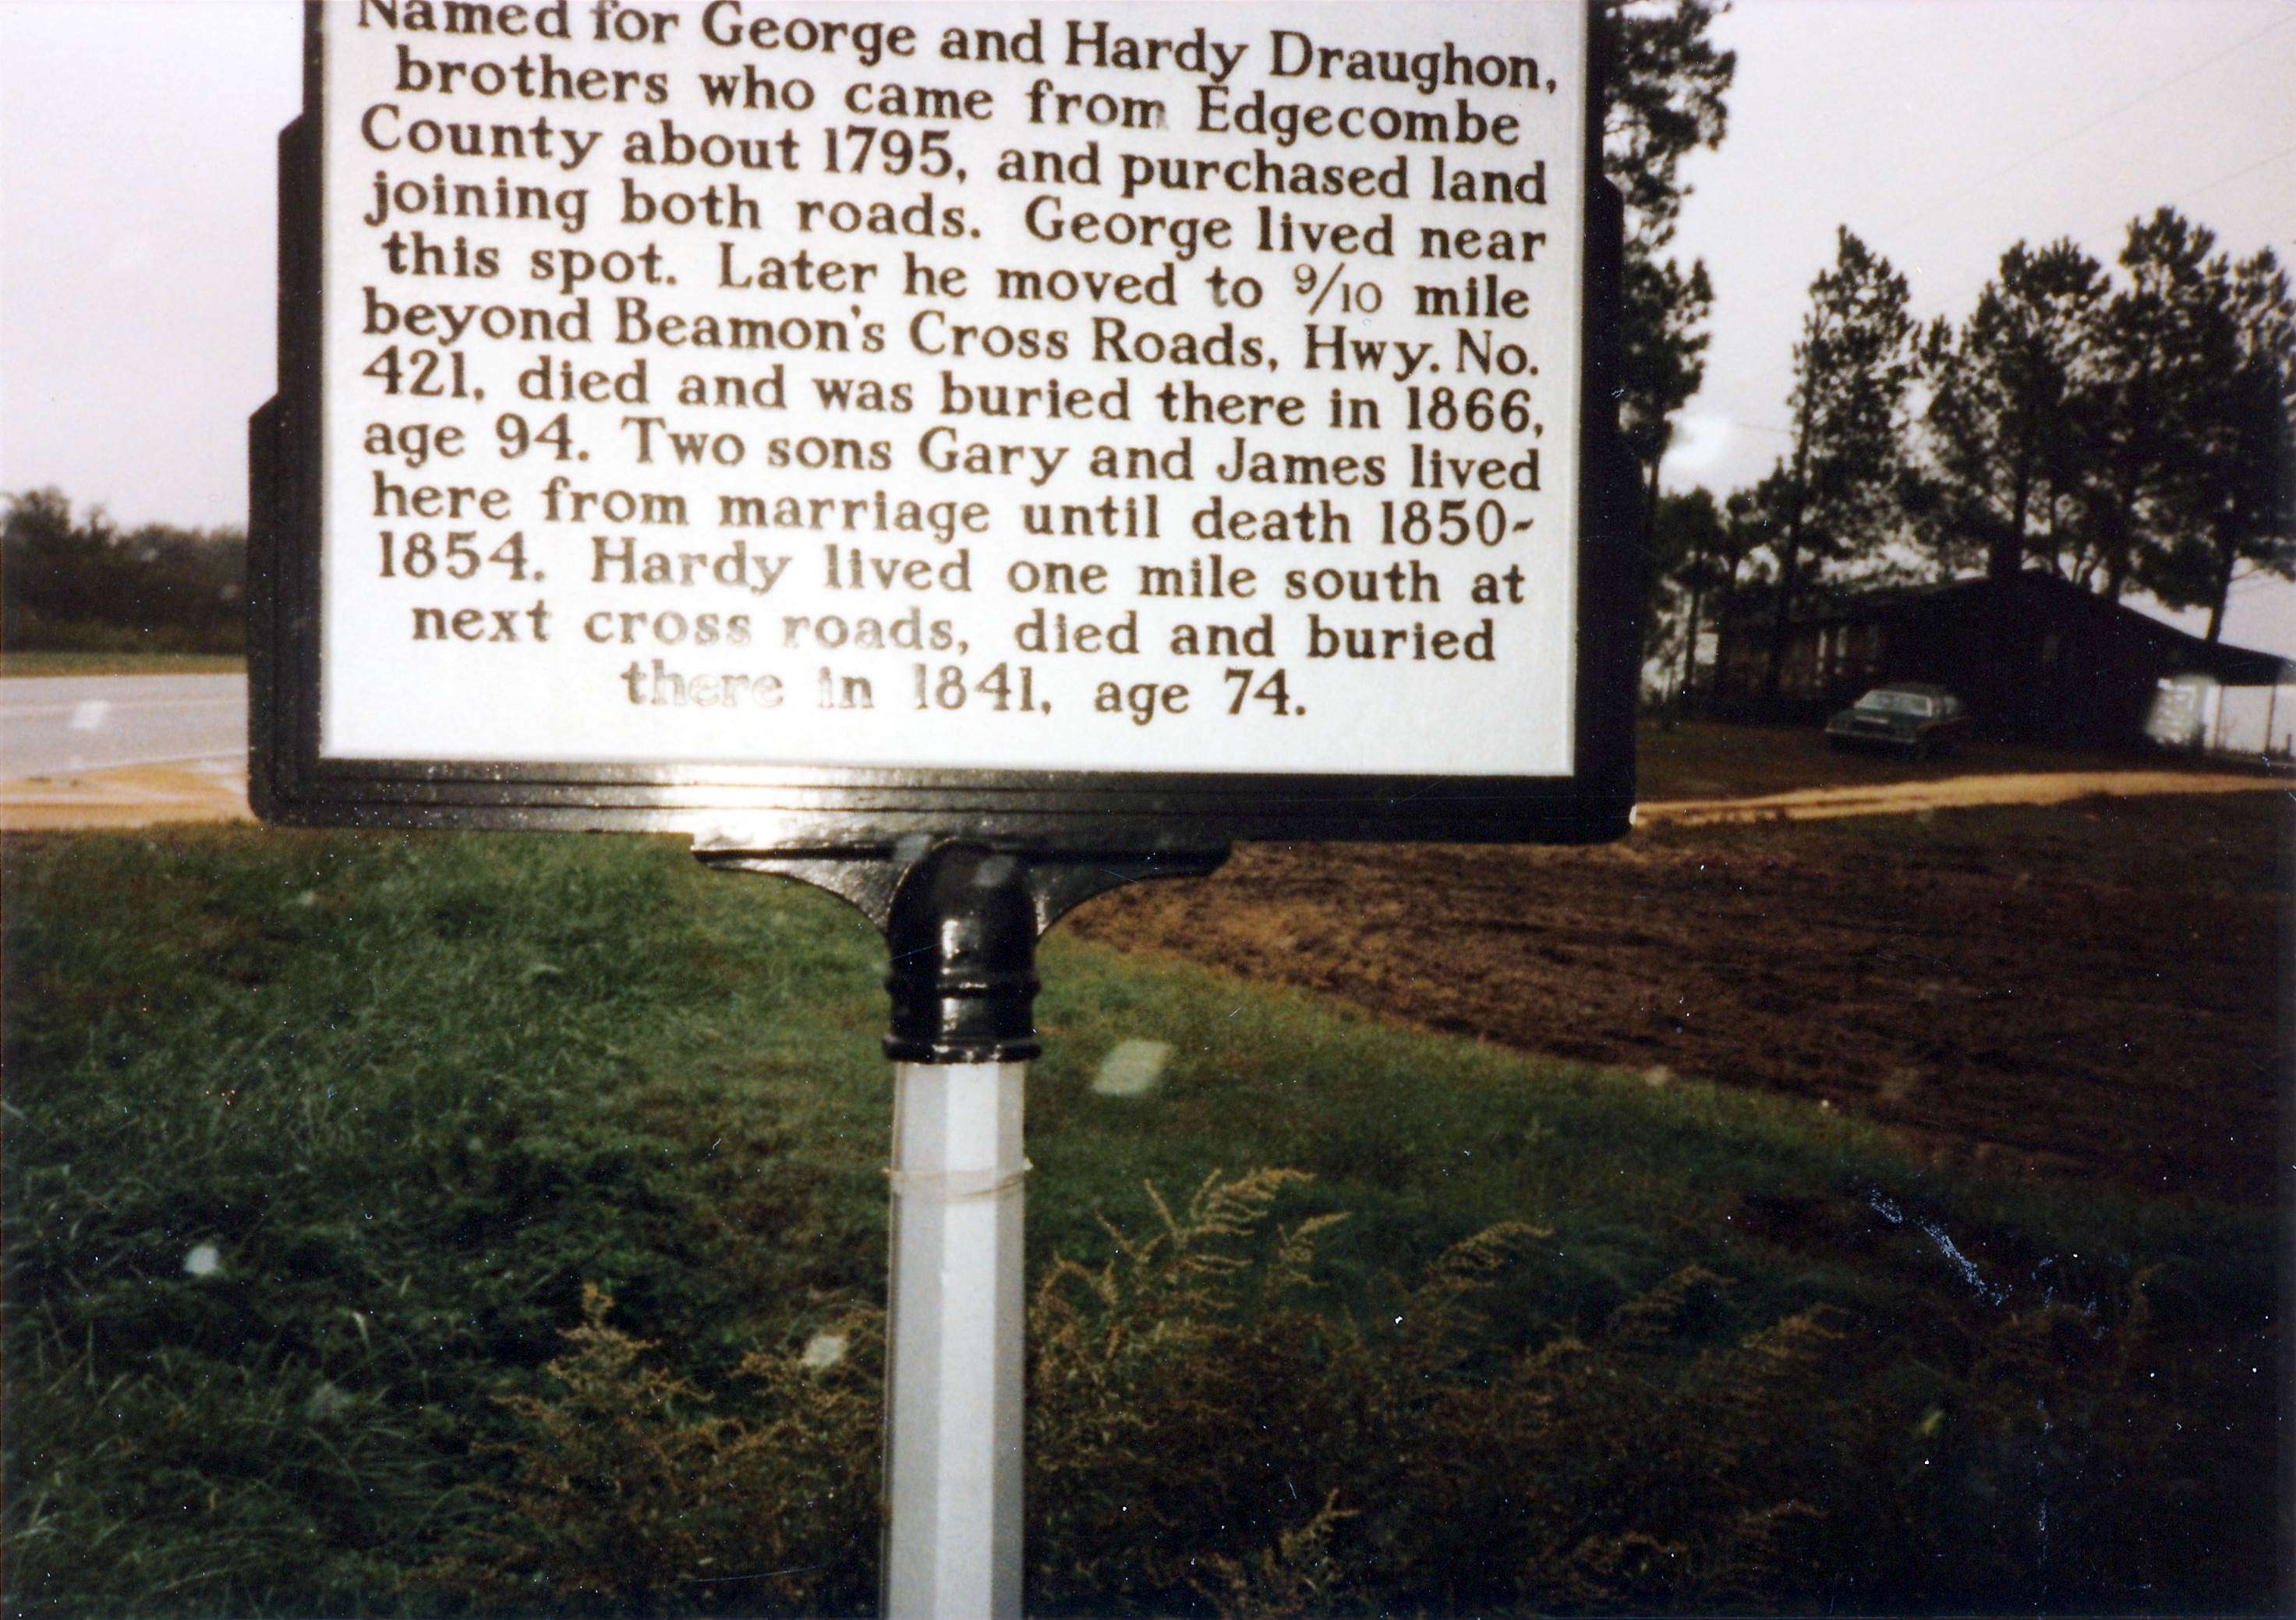 Named for George and Hardy Draughon,
brothers who came from Edgecombe
County about 1795, and purchased land
joining both roads. George lived near
this spot. Later he moved to 9/10 mile
beyond Beamon's Cross Roads, Hwy. No.
421, died and was buried there in 1866,
age 94. Two sons Gary and James lived
here from marriage until death 1850-
1854. Hardy lived one mile south at
next cross roads, died and buried
there in 1841, age 74.